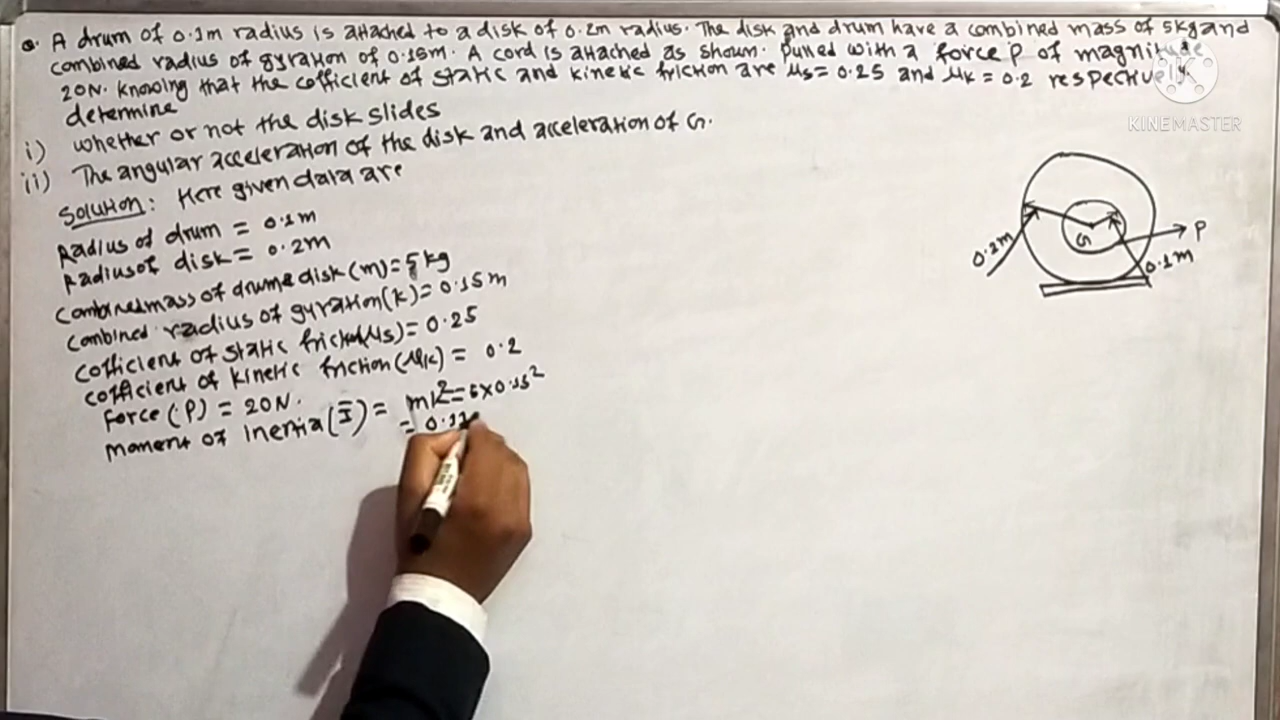 Q. A drum of 0.1m radius is attached to a disk of 0.2m radius. The disk and drum have a combined mass of 5kg and
combined radius of gyration of 0.15m. A cord is attached as shown. Pulled with a force P of magnitude
20N. Knowing that the cofficient of static and kinetic friction are μs = 0.25 and μk = 0.2 respectively
determine
i) whether or not the disk slides
ii) The angular acceleration of the disk and acceleration of G.
Solution: Here given data are
Radius of drum = 0.1m
Radius of disk = 0.2m
Combined mass of drum & disk (m) = 5kg
Combined radius of gyration (k) = 0.15m
Cofficient of static friction (μs) = 0.25
Cofficient of kinetic friction (μk) = 0.2
Force (P) = 20N.
Moment of inertia (Ī) = mk² = 5×0.15²
= 0.11
G
P
0.2m
0.1m
K
KINEMASTER